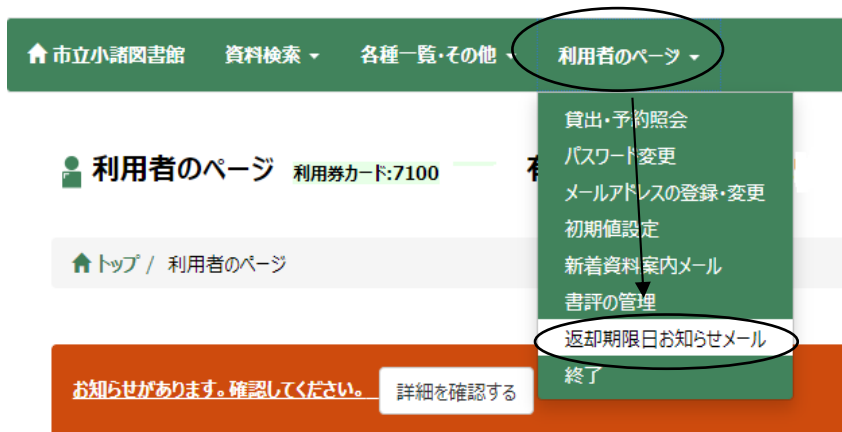 市立小諸図書館 資料検索 各種一覧・その他 利用者のページ
貸出・予約照会
パスワード変更
メールアドレスの登録・変更
初期値設定
新着資料案内メール
書評の管理
返却期限日お知らせメール
終了
利用者のページ 利用券カード:7100
トップ / 利用者のページ
お知らせがあります。確認してください。 詳細を確認する